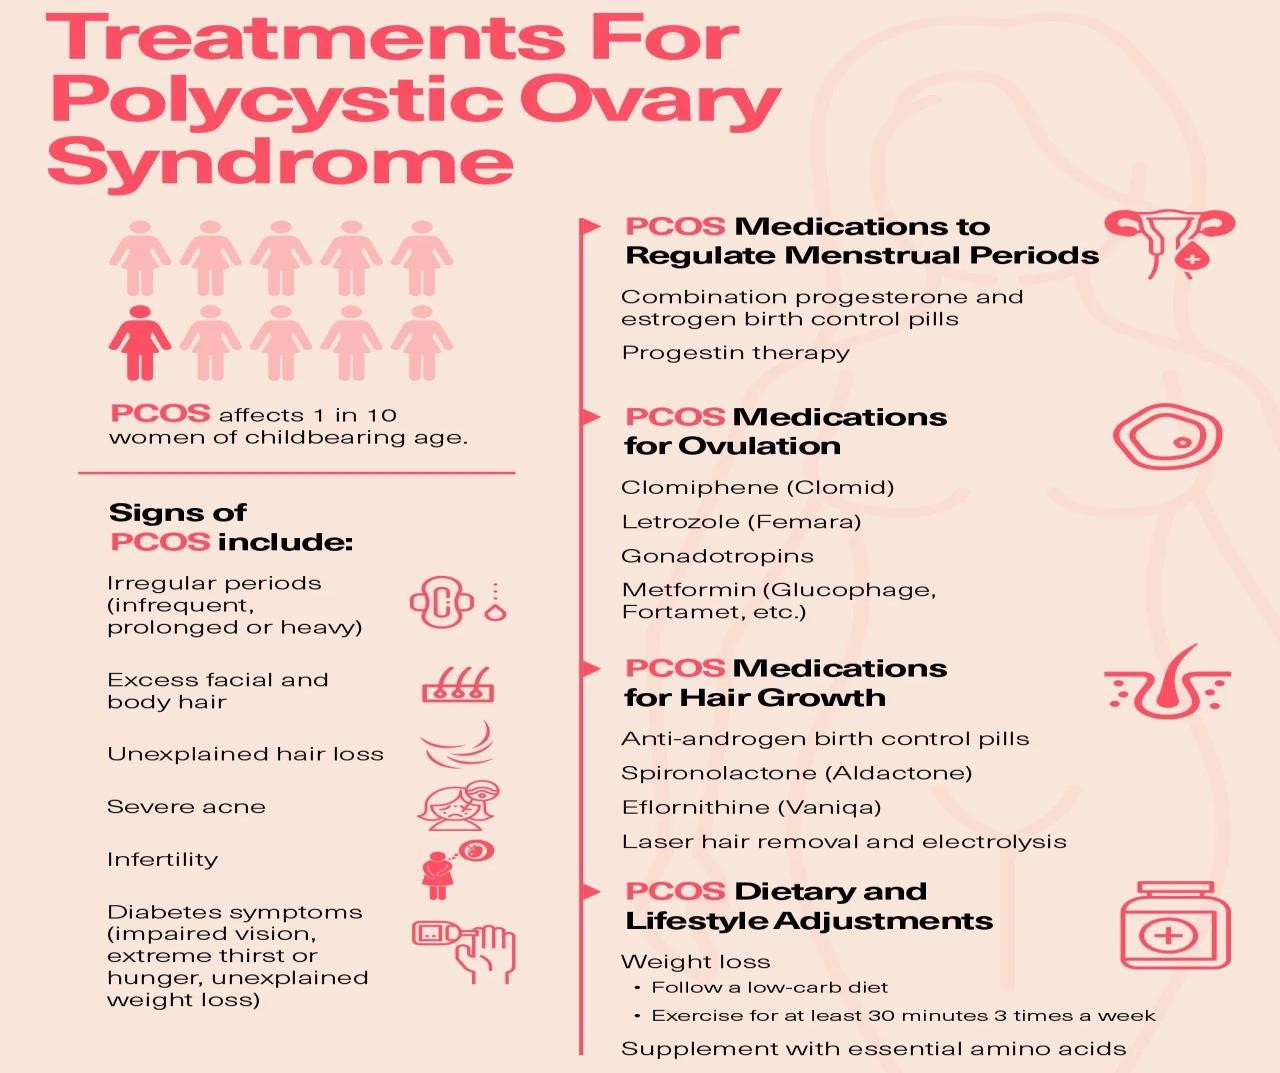 Treatments For
Polycystic Ovary
Syndrome
PCOS affects 1 in 10
women of childbearing age.
Signs of
PCOS include:
Irregular periods
(infrequent,
prolonged or heavy)
Excess facial and
body hair
Unexplained hair loss
Severe acne
Infertility
Diabetes symptoms
(impaired vision,
extreme thirst or
hunger, unexplained
weight loss)
PCOS Medications to
Regulate Menstrual Periods
Combination progesterone and
estrogen birth control pills
Progestin therapy
PCOS Medications
for Ovulation
Clomiphene (Clomid)
Letrozole (Femara)
Gonadotropins
Metformin (Glucophage,
Fortamet, etc.)
PCOS Medications
for Hair Growth
Anti-androgen birth control pills
Spironolactone (Aldactone)
Eflornithine (Vaniqa)
Laser hair removal and electrolysis
PCOS Dietary and
Lifestyle Adjustments
Weight loss
• Follow a low-carb diet
• Exercise for at least 30 minutes 3 times a week
Supplement with essential amino acids